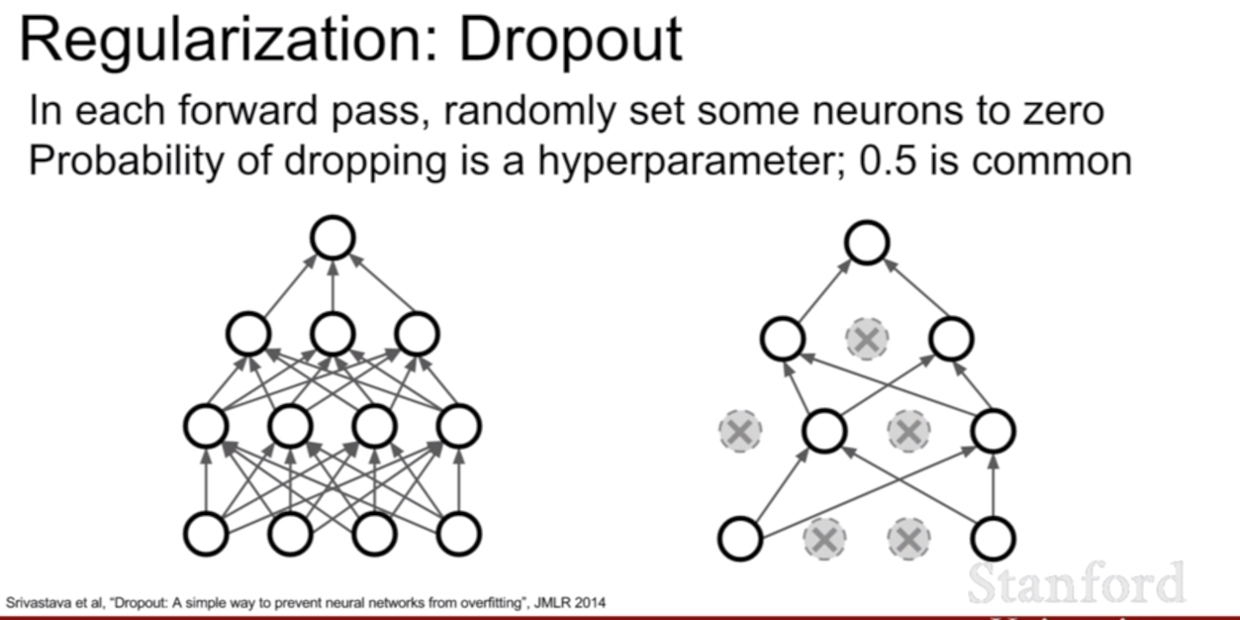 Regularization: Dropout
In each forward pass, randomly set some neurons to zero
Probability of dropping is a hyperparameter; 0.5 is common
Stanford
Srivastava et al, “Dropout: A simple way to prevent neural networks from overfitting”, JMLR 2014